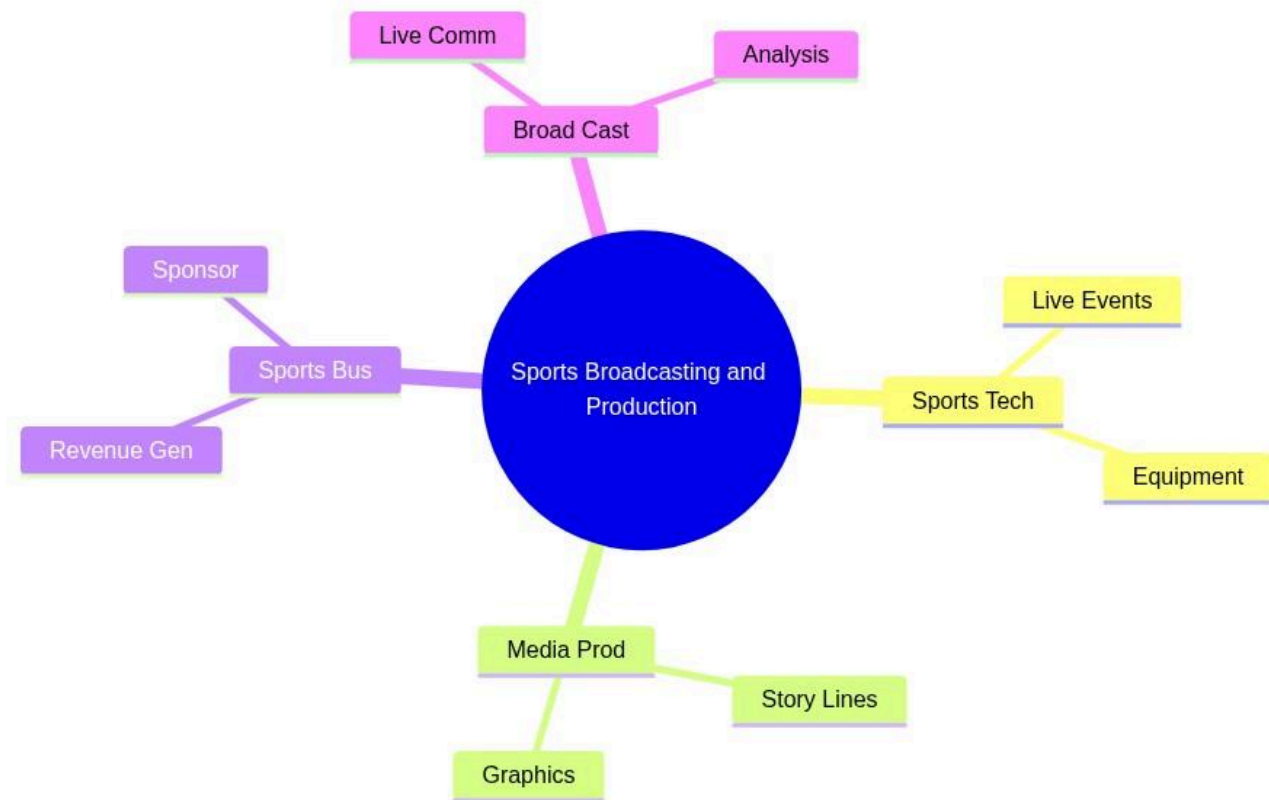 Live Comm
Analysis
Broad Cast
Sponsor
Live Events
Sports Bus
Sports Broadcasting and
Production
Sports Tech
Revenue Gen
Equipment
Media Prod
Story Lines
Graphics